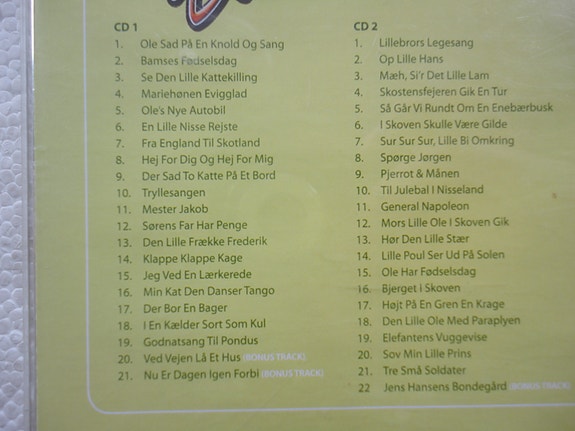 CD 1
1. Ole Sad På En Knold Og Sang
2. Bamses Fødselsdag
3. Se Den Lille Kattekilling
4. Mariehønen Evigglad
5. Ole's Nye Autobil
6. En Lille Nisse Rejste
7. Fra England Til Skotland
8. Hej For Dig Og Hej For Mig
9. Der Sad To Katte På Et Bord
10. Tryllesangen
11. Mester Jakob
12. Sørens Far Har Penge
13. Den Lille Frække Frederik
14. Klappe Klappe Kage
15. Jeg Ved En Lærkerede
16. Min Kat Den Danser Tango
17. Der Bor En Bager
18. I En Kælder Sort Som Kul
19. Godnatsang Til Pondus
20. Ved Vejen Lå Et Hus (BONUS TRACK)
21. Nu Er Dagen Igen Forbi (BONUS TRACK)
CD 2
1. Lillebrors Legesang
2. Op Lille Hans
3. Mæh, Si'r Det Lille Lam
4. Skostensfejeren Gik En Tur
5. Så Går Vi Rundt Om En Enebærbusk
6. I Skoven Skulle Være Gilde
7. Sur Sur Sur, Lille Bi Omkring
8. Spørge Jørgen
9. Pjerrot & Månen
10. Til Julebal I Nisseland
11. General Napoleon
12. Mors Lille Ole I Skoven Gik
13. Hør Den Lille Stær
14. Lille Poul Ser Ud På Solen
15. Ole Har Fødselsdag
16. Bjerget I Skoven
17. Højt På En Gren En Krage
18. Den Lille Ole Med Paraplyen
19. Elefantens Vuggevise
20. Sov Min Lille Prins
21. Tre Små Soldater
22 Jens Hansens Bondegård (BONUS TRACK)